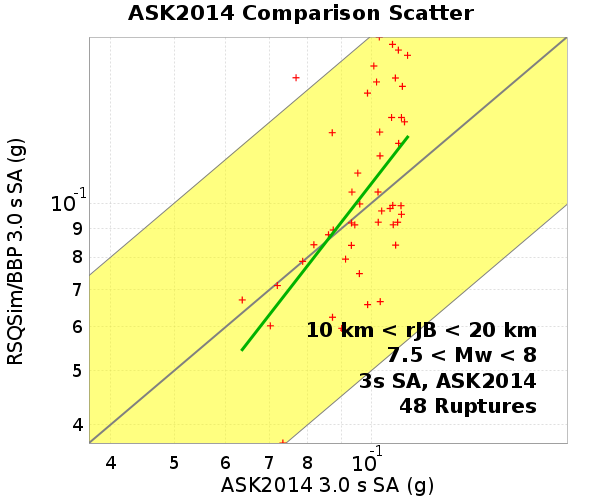 ASK2014 Comparison Scatter
RSQSim/BBP 3.0 s SA (g)
10⁻¹
9
8
7
6
5
4
10 km < rJB < 20 km
7.5 < Mw < 8
3s SA, ASK2014
48 Ruptures
4 5 6 7 8 10⁻¹
ASK2014 3.0 s SA (g)